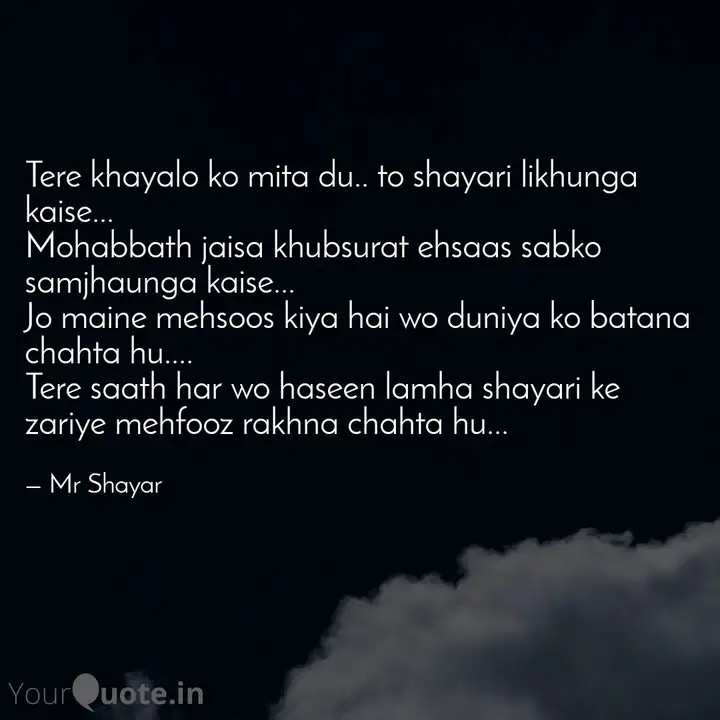 Tere khayalo ko mita du.. to shayari likhunga
kaise...
Mohabbath jaisa khubsurat ehsaas sabko
samjhaunga kaise...
Jo maine mehsoos kiya hai wo duniya ko batana
chahta hu....
Tere saath har wo haseen lamha shayari ke
zariye mehfooz rakhna chahta hu...
— Mr Shayar
YourQuote.in